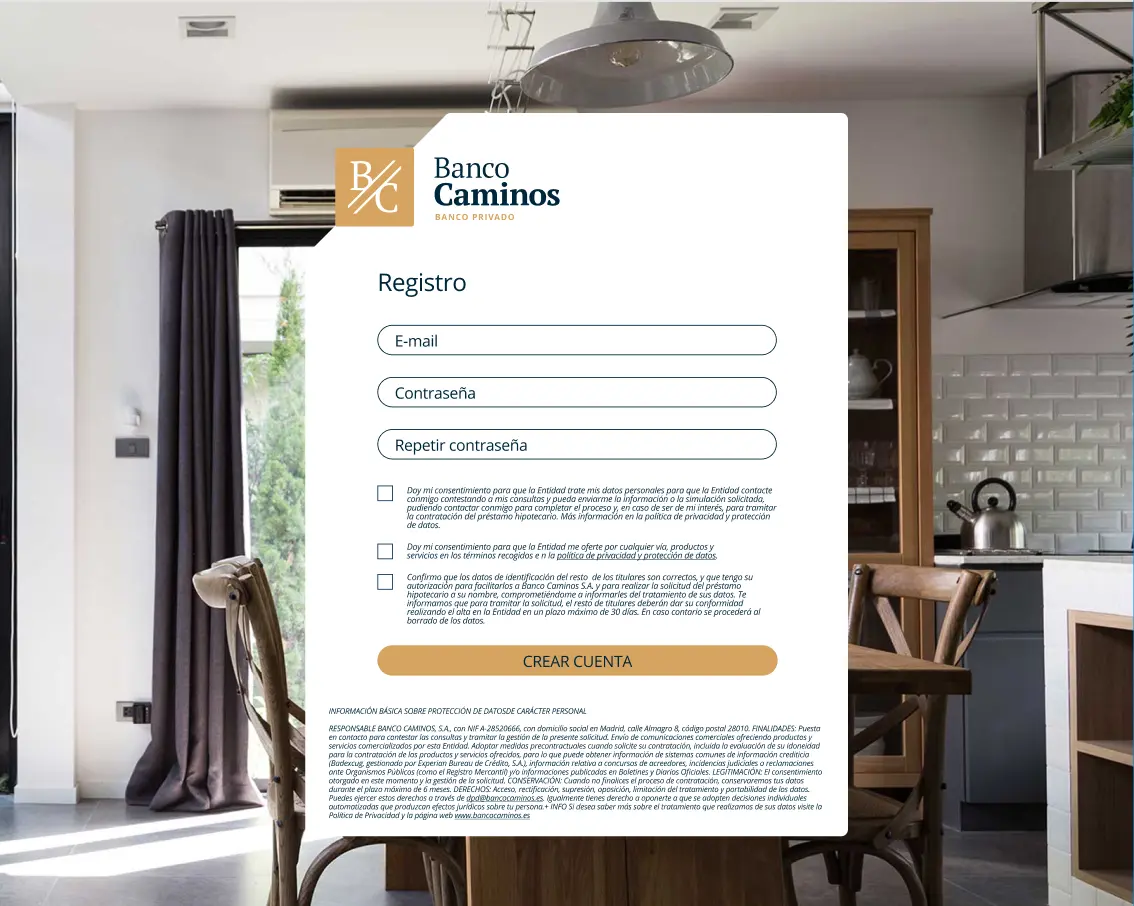 B/C
Banco
Caminos
BANCO PRIVADO
Registro
E-mail
Contraseña
Repetir contraseña
Doy mi consentimiento para que la Entidad trate mis datos personales para que la Entidad contacte
conmigo contestando a mis consultas y pueda enviarme la información o la simulación solicitada,
pudiendo contactar conmigo para completar el proceso y, en caso de ser de mi interés, para tramitar
la contratación del préstamo hipotecario. Más información en la política de privacidad y protección
de datos.
Doy mi consentimiento para que la Entidad me oferte por cualquier vía, productos y
servicios en los términos recogidos e n la política de privacidad y protección de datos.
Confirmo que los datos de identificación del resto de los titulares son correctos, y que tengo su
autorización para facilitarlos a Banco Caminos S.A. y para realizar la solicitud del préstamo
hipotecario a su nombre, comprometiéndome a informarles del tratamiento de sus datos. Te
informamos que para tramitar la solicitud, el resto de titulares deberán dar su conformidad
realizando el alta en la Entidad en un plazo máximo de 30 días. En caso contario se procederá al
borrado de los datos.
CREAR CUENTA
INFORMACIÓN BÁSICA SOBRE PROTECCIÓN DE DATOSDE CARÁCTER PERSONAL
RESPONSABLE BANCO CAMINOS, S.A., con NIF A-28520666, con domicilio social en Madrid, calle Almagro 8, código postal 28010. FINALIDADES: Puesta
en contacto para contestar las consultas y tramitar la gestión de la presente solicitud. Envío de comunicaciones comerciales ofreciendo productos y
servicios comercializados por esta Entidad. Adoptar medidas precontractuales cuando solicite su contratación, incluida la evaluación de su idoneidad
para la contratación de los productos y servicios ofrecidos, para lo que puede obtener información de sistemas comunes de información crediticia
(Badexcug, gestionado por Experian Bureau de Crédito, S.A.), información relativa a concursos de acreedores, incidencias judiciales o reclamaciones
ante Organismos Públicos (como el Registro Mercantil) y/o informaciones publicadas en Boletines y Diarios Oficiales. LEGITIMACIÓN: El consentimiento
otorgado en este momento y la gestión de la solicitud. CONSERVACIÓN: Cuando no finalices el proceso de contratación, conservaremos tus datos
durante el plazo máximo de 6 meses. DERECHOS: Acceso, rectificación, supresión, oposición, limitación del tratamiento y portabilidad de los datos.
Puedes ejercer estos derechos a través de dpd@bancocaminos.es. Igualmente tienes derecho a oponerte a que se adopten decisiones individuales
automatizadas que produzcan efectos jurídicos sobre tu persona.+ INFO Si desea saber más sobre el tratamiento que realizamos de sus datos visite la
Política de Privacidad y la página web www.bancocaminos.es